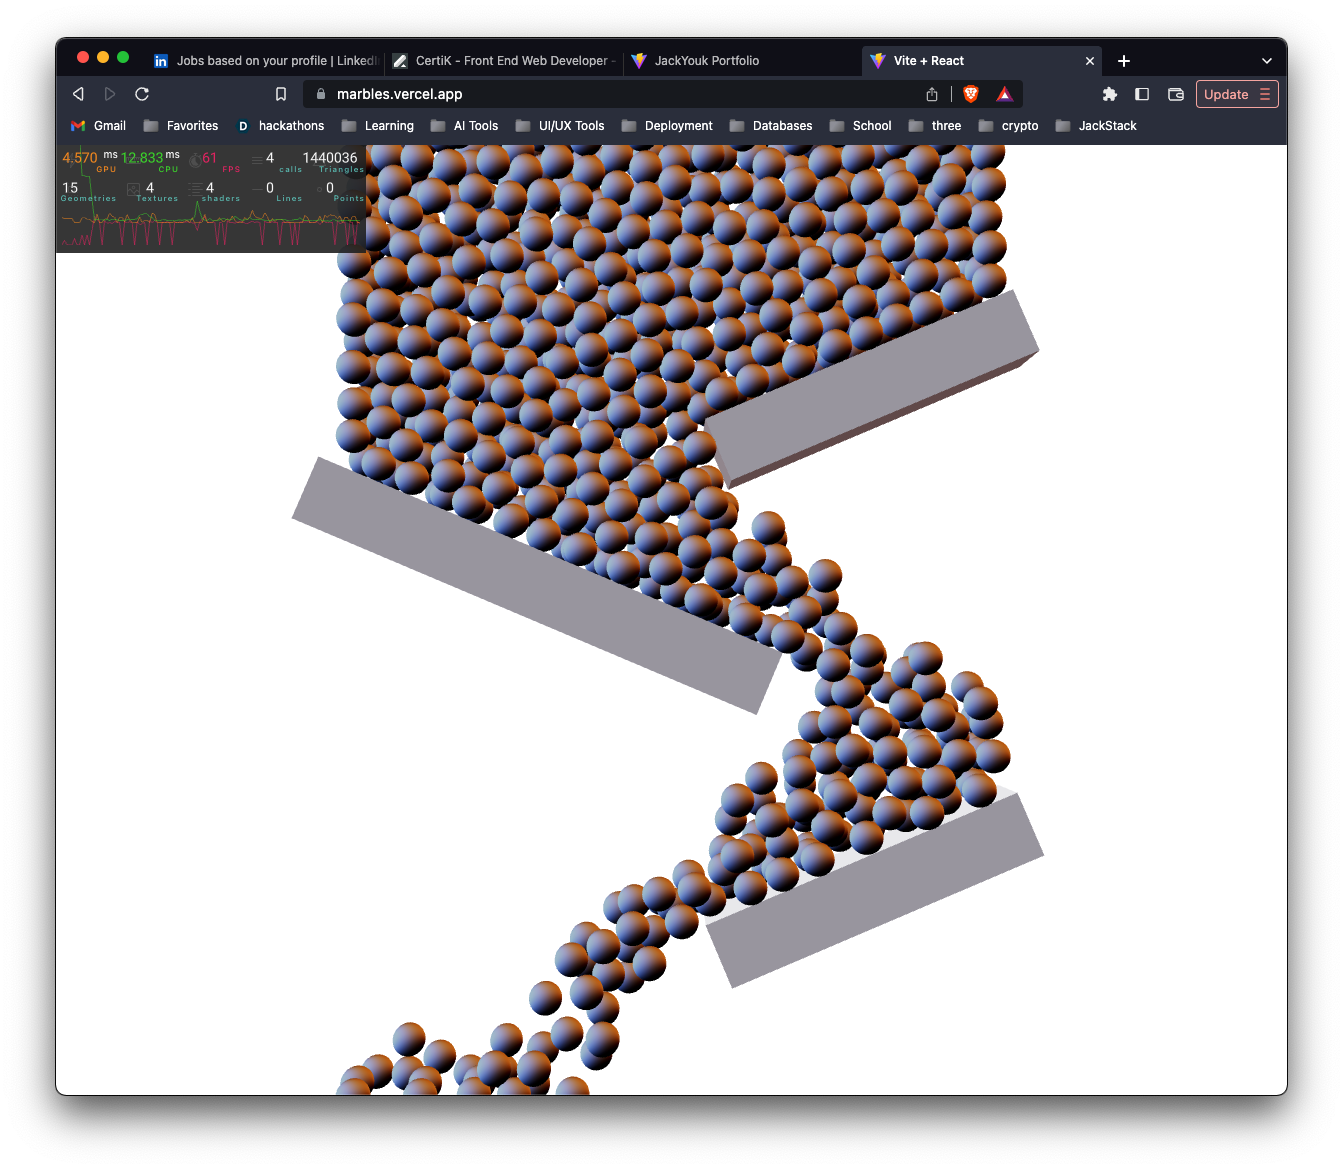 Jobs based on your profile | LinkedI
CertiK - Front End Web Developer -
JackYouk Portfolio
Vite + React
marbles.vercel.app
Update
Gmail
Favorites
D hackathons
Learning
AI Tools
UI/UX Tools
Deployment
Databases
School
three
crypto
JackStack
4.570 ms GPU
12.833 ms CPU
61 FPS
4 calls
1440036 Triangles
15 Geometries
4 Textures
4 shaders
0 Lines
0 Points